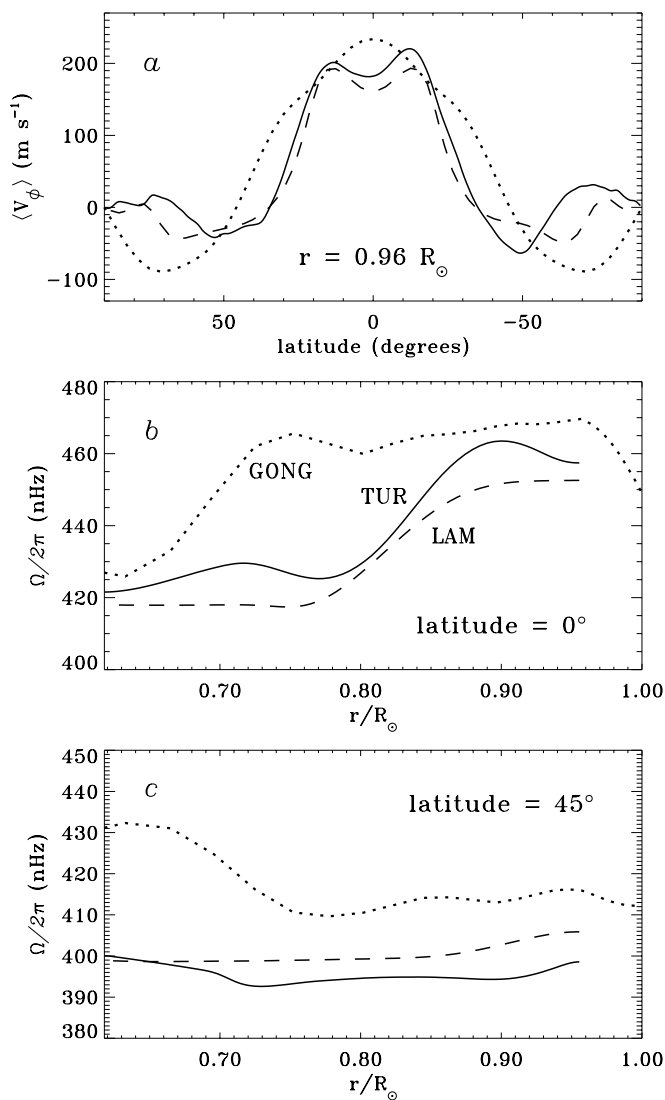 a
200
100
0
−100
⟨V_ϕ⟩ (m s⁻¹)
r = 0.96 R_⊙
50 0 −50
latitude (degrees)
b
480
460
440
420
400
Ω/2π (nHz)
GONG
TUR
LAM
latitude = 0°
0.70 0.80 0.90 1.00
r/R_⊙
c
450
440
430
420
410
400
390
380
Ω/2π (nHz)
latitude = 45°
0.70 0.80 0.90 1.00
r/R_⊙